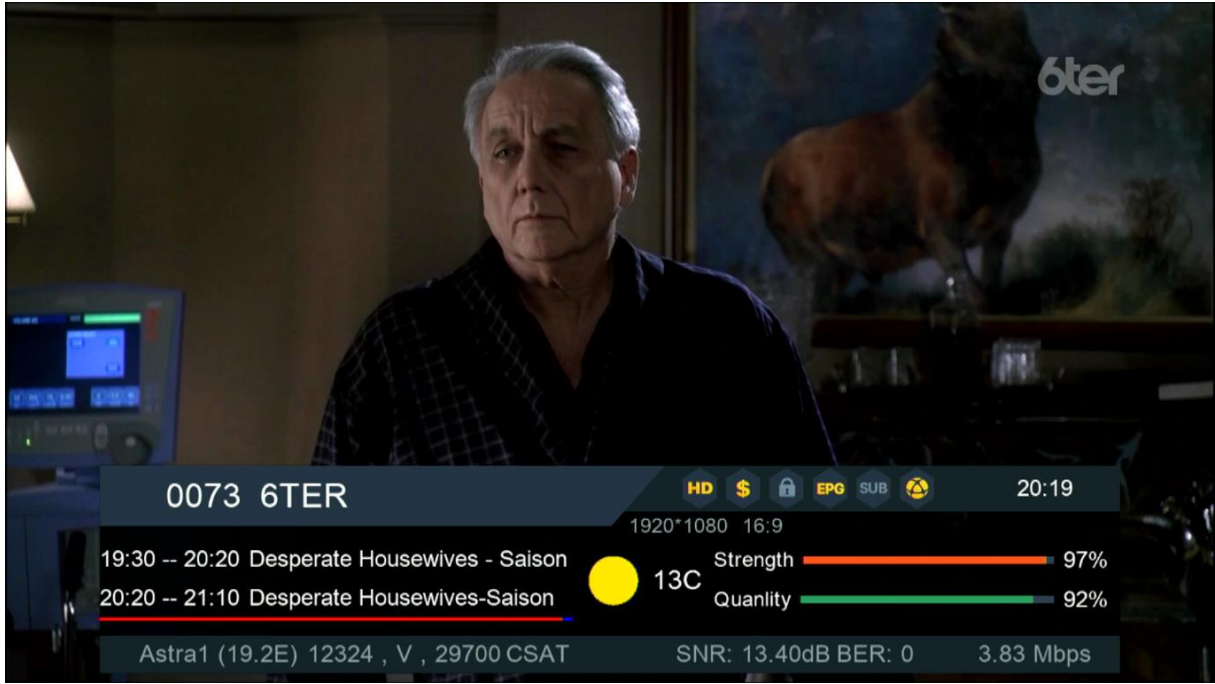 6ter
0073 6TER
HD $ EPG SUB
20:19
1920*1080 16:9
19:30 -- 20:20 Desperate Housewives - Saison
20:20 -- 21:10 Desperate Housewives-Saison
13C
Strength 97%
Quanlity 92%
Astra1 (19.2E) 12324 , V , 29700 CSAT
SNR: 13.40dB BER: 0
3.83 Mbps